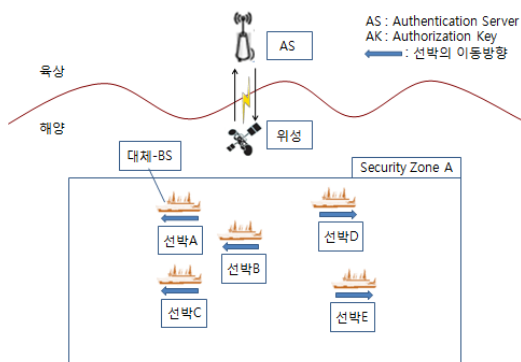 AS : Authentication Server
AK : Authorization Key
: 선박의 이동방향
AS
육상
해양
위성
대체-BS
Security Zone A
선박A
선박B
선박C
선박D
선박E